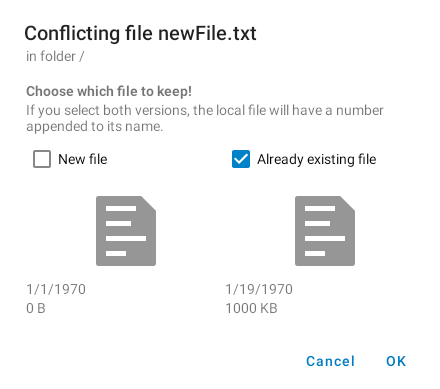 Conflicting file newFile.txt
in folder /
Choose which file to keep!
If you select both versions, the local file will have a number
appended to its name.
New file
Already existing file
1/1/1970
0 B
1/19/1970
1000 KB
Cancel
OK